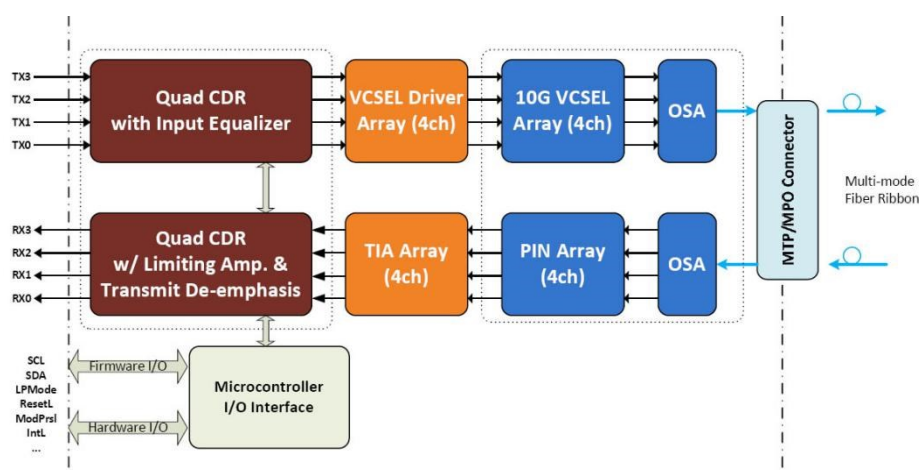 TX3
TX2
TX1
TX0
Quad CDR
with Input Equalizer
VCSEL Driver
Array (4ch)
10G VCSEL
Array (4ch)
OSA
MTP/MPO Connector
Multi-mode
Fiber Ribbon
RX3
RX2
RX1
RX0
Quad CDR
w/ Limiting Amp. &
Transmit De-emphasis
TIA Array
(4ch)
PIN Array
(4ch)
OSA
SCL
SDA
LPMode
ResetL
ModPrsl
IntL
...
Firmware I/O
Hardware I/O
Microcontroller
I/O Interface